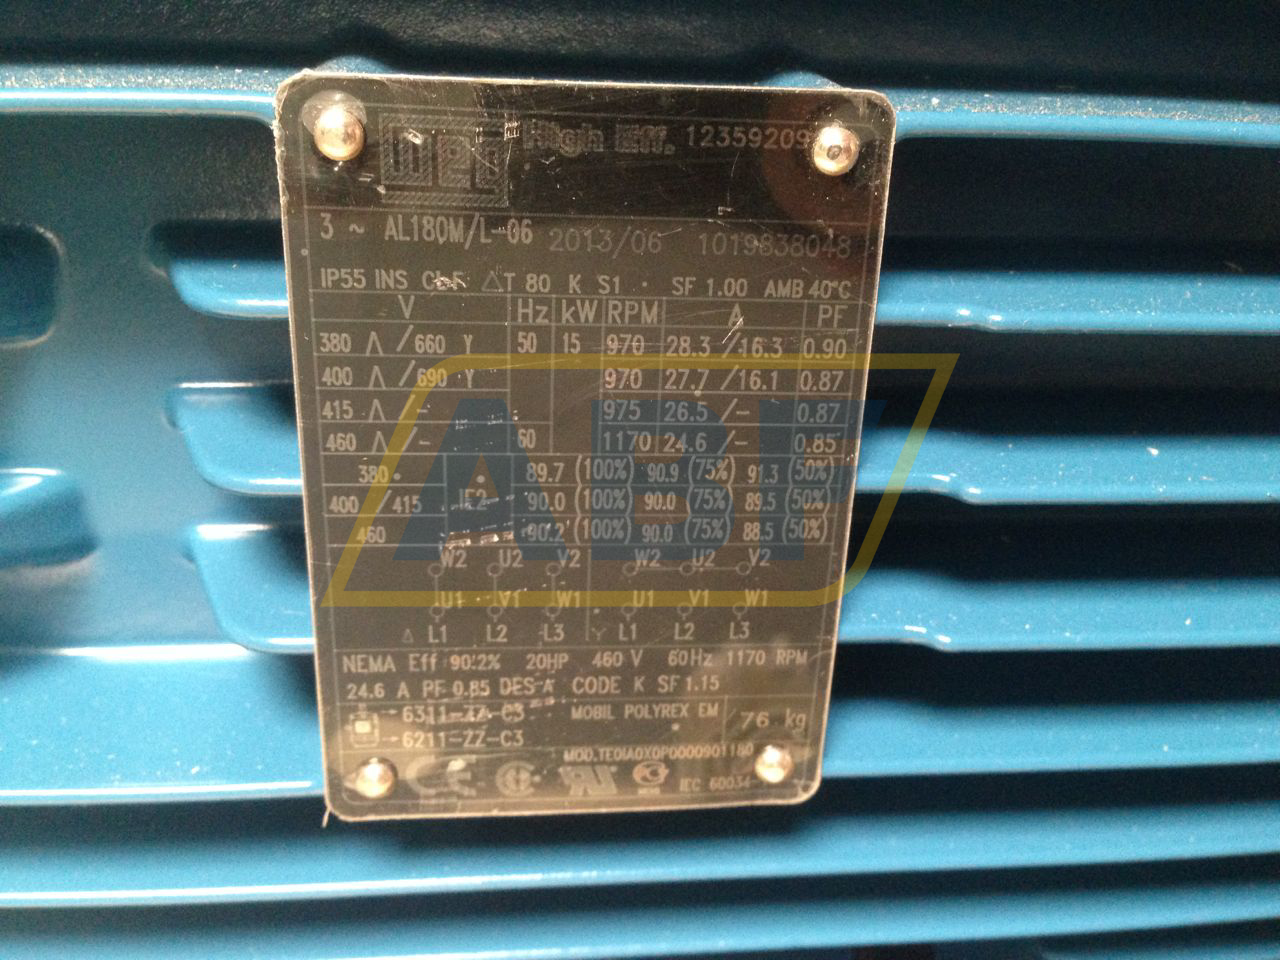 WEG High Eff. 12359209
3 ~ AL180M/L-06 2013/06 1019838048
IP55 INS CL.F △T 80 K S1 SF 1.00 AMB 40°C
V Hz kW RPM A PF
380 △ / 660 Y 50 15 970 28.3 / 16.3 0.90
400 △ / 690 Y 970 27.7 / 16.1 0.87
415 △ / - 975 26.5 / - 0.87
460 △ / - 60 1170 24.6 / - 0.85
380 89.7 (100%) 90.9 (75%) 91.3 (50%)
400 / 415 IE2 90.0 (100%) 90.0 (75%) 89.5 (50%)
460 90.2 (100%) 90.0 (75%) 88.5 (50%)
W2 U2 V2 W2 U2 V2
U1 V1 W1 U1 V1 W1
△ L1 L2 L3 Y L1 L2 L3
NEMA Eff 90.2% 20HP 460 V 60Hz 1170 RPM
24.6 A PF 0.85 DES A CODE K SF 1.15
6311-ZZ-C3 MOBIL POLYREX EM
6211-ZZ-C3
MOD.TE01A0X0P0000901180
CE IEC 60034
ABF